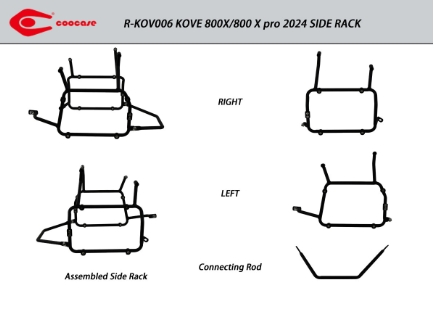 coocase
R-KOV006 KOVE 800X/800 X pro 2024 SIDE RACK
RIGHT
LEFT
Connecting Rod
Assembled Side Rack